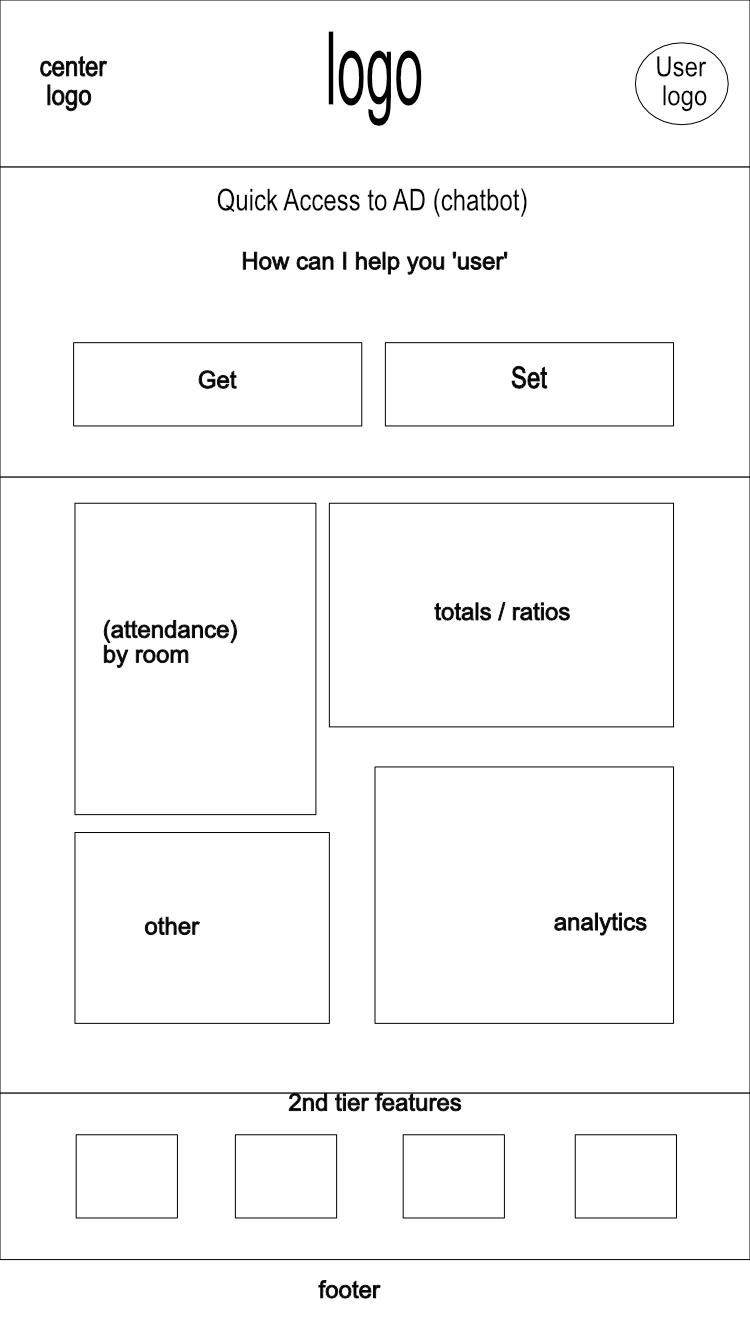 center
logo
logo
User
logo
Quick Access to AD (chatbot)
How can I help you 'user'
Get
Set
(attendance)
by room
totals / ratios
other
analytics
2nd tier features
footer